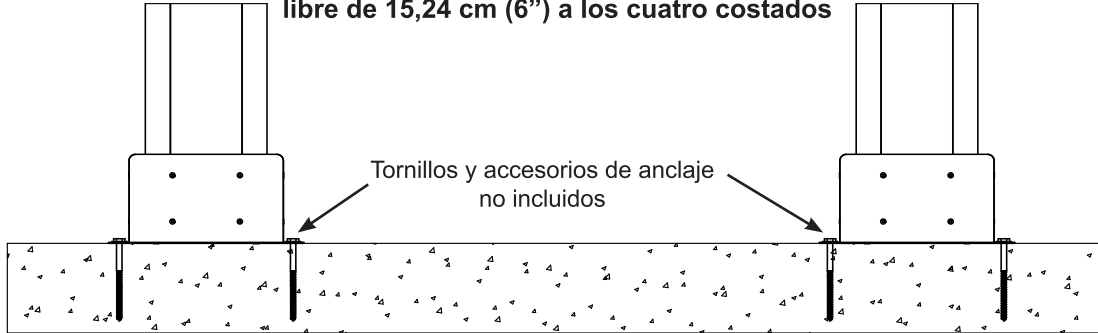 libre de 15,24 cm (6”) a los cuatro costados
Tornillos y accesorios de anclaje
no incluidos